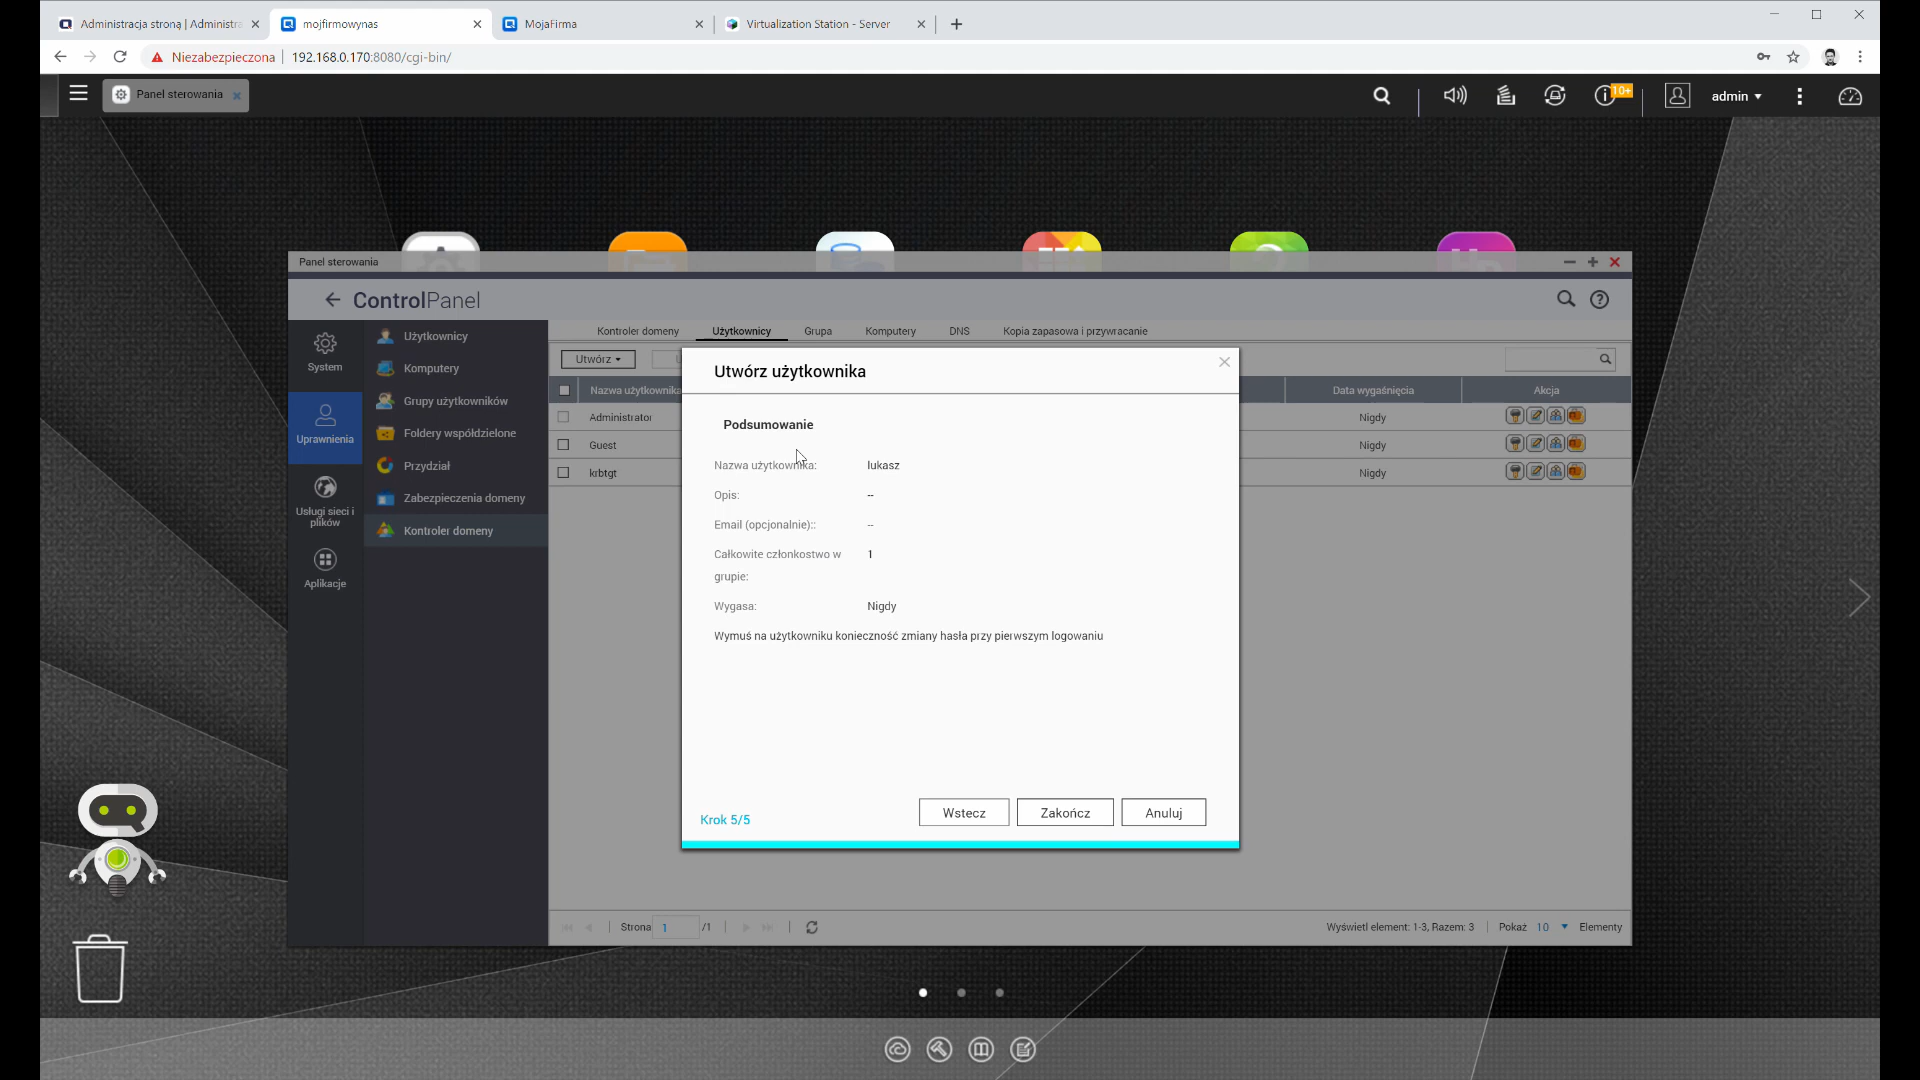 Administracja stroną | Administra
mojfirmowynas
MojaFirma
Virtualization Station - Server
Niezabezpieczona
192.168.0.170:8080/cgi-bin/
Panel sterowania
10+
admin
Panel sterowania
ControlPanel
System
Uprawnienia
Usługi sieci i
plików
Aplikacje
Użytkownicy
Komputery
Grupy użytkowników
Foldery współdzielone
Przydział
Zabezpieczenia domeny
Kontroler domeny
Kontroler domeny
Użytkownicy
Grupa
Komputery
DNS
Kopia zapasowa i przywracanie
Utwórz
Nazwa użytkownika
Data wygaśnięcia
Akcja
Administrator
Nigdy
Guest
Nigdy
krbtgt
Nigdy
Utwórz użytkownika
Podsumowanie
Nazwa użytkownika: lukasz
Opis: --
Email (opcjonalnie):: --
Całkowite członkostwo w 1
grupie:
Wygasa: Nigdy
Wymuś na użytkowniku konieczność zmiany hasła przy pierwszym logowaniu
Krok 5/5
Wstecz
Zakończ
Anuluj
Strona 1 /1
Wyświetl element: 1-3, Razem: 3
Pokaż 10 Elementy